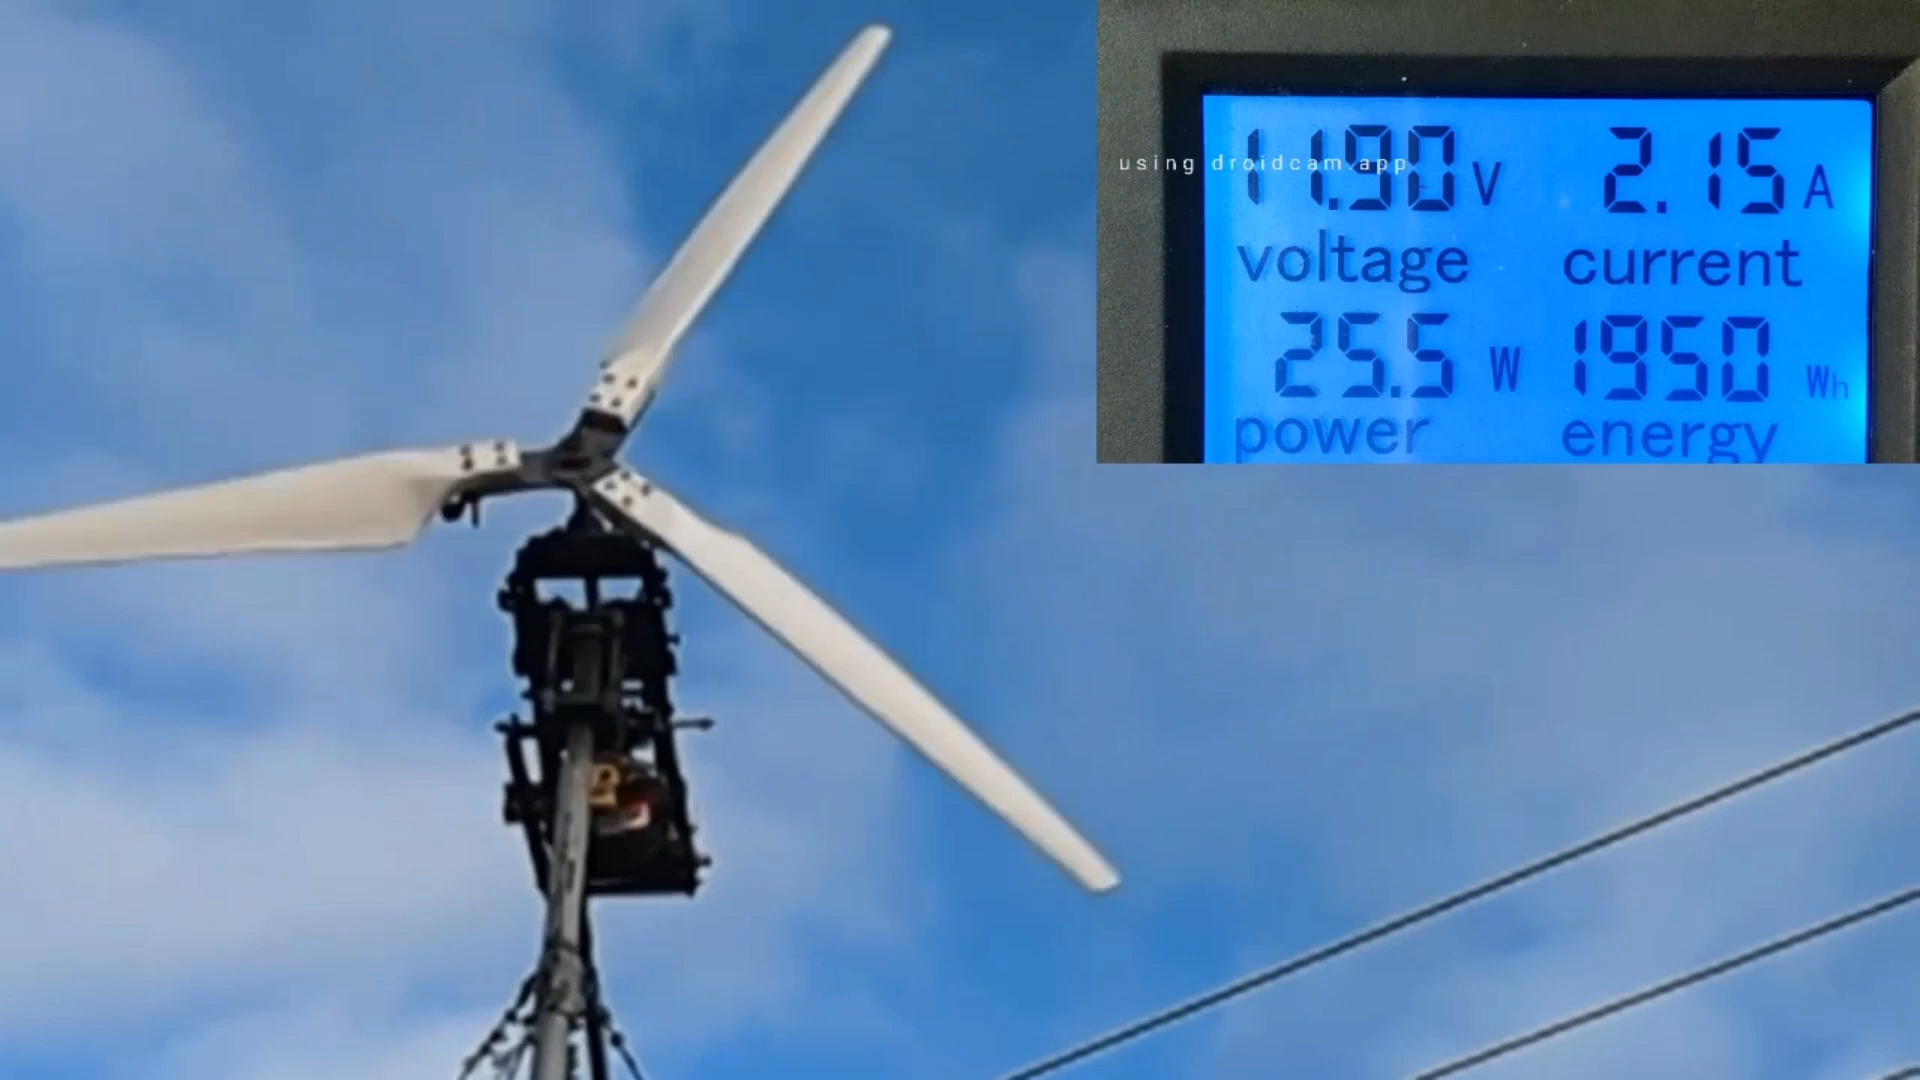 using droidcam app
11.90 V 2.15 A
voltage current
25.5 W 1950 Wh
power energy